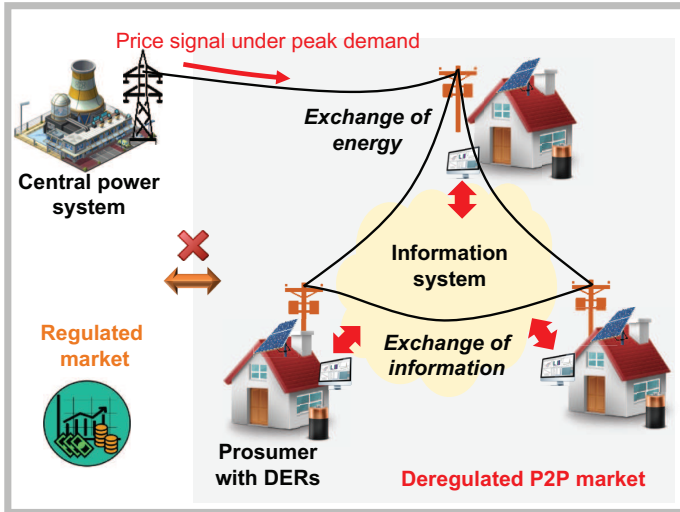 Price signal under peak demand
Exchange of
energy
Central power
system
Information
system
Regulated
market
Exchange of
information
Prosumer
with DERs
Deregulated P2P market